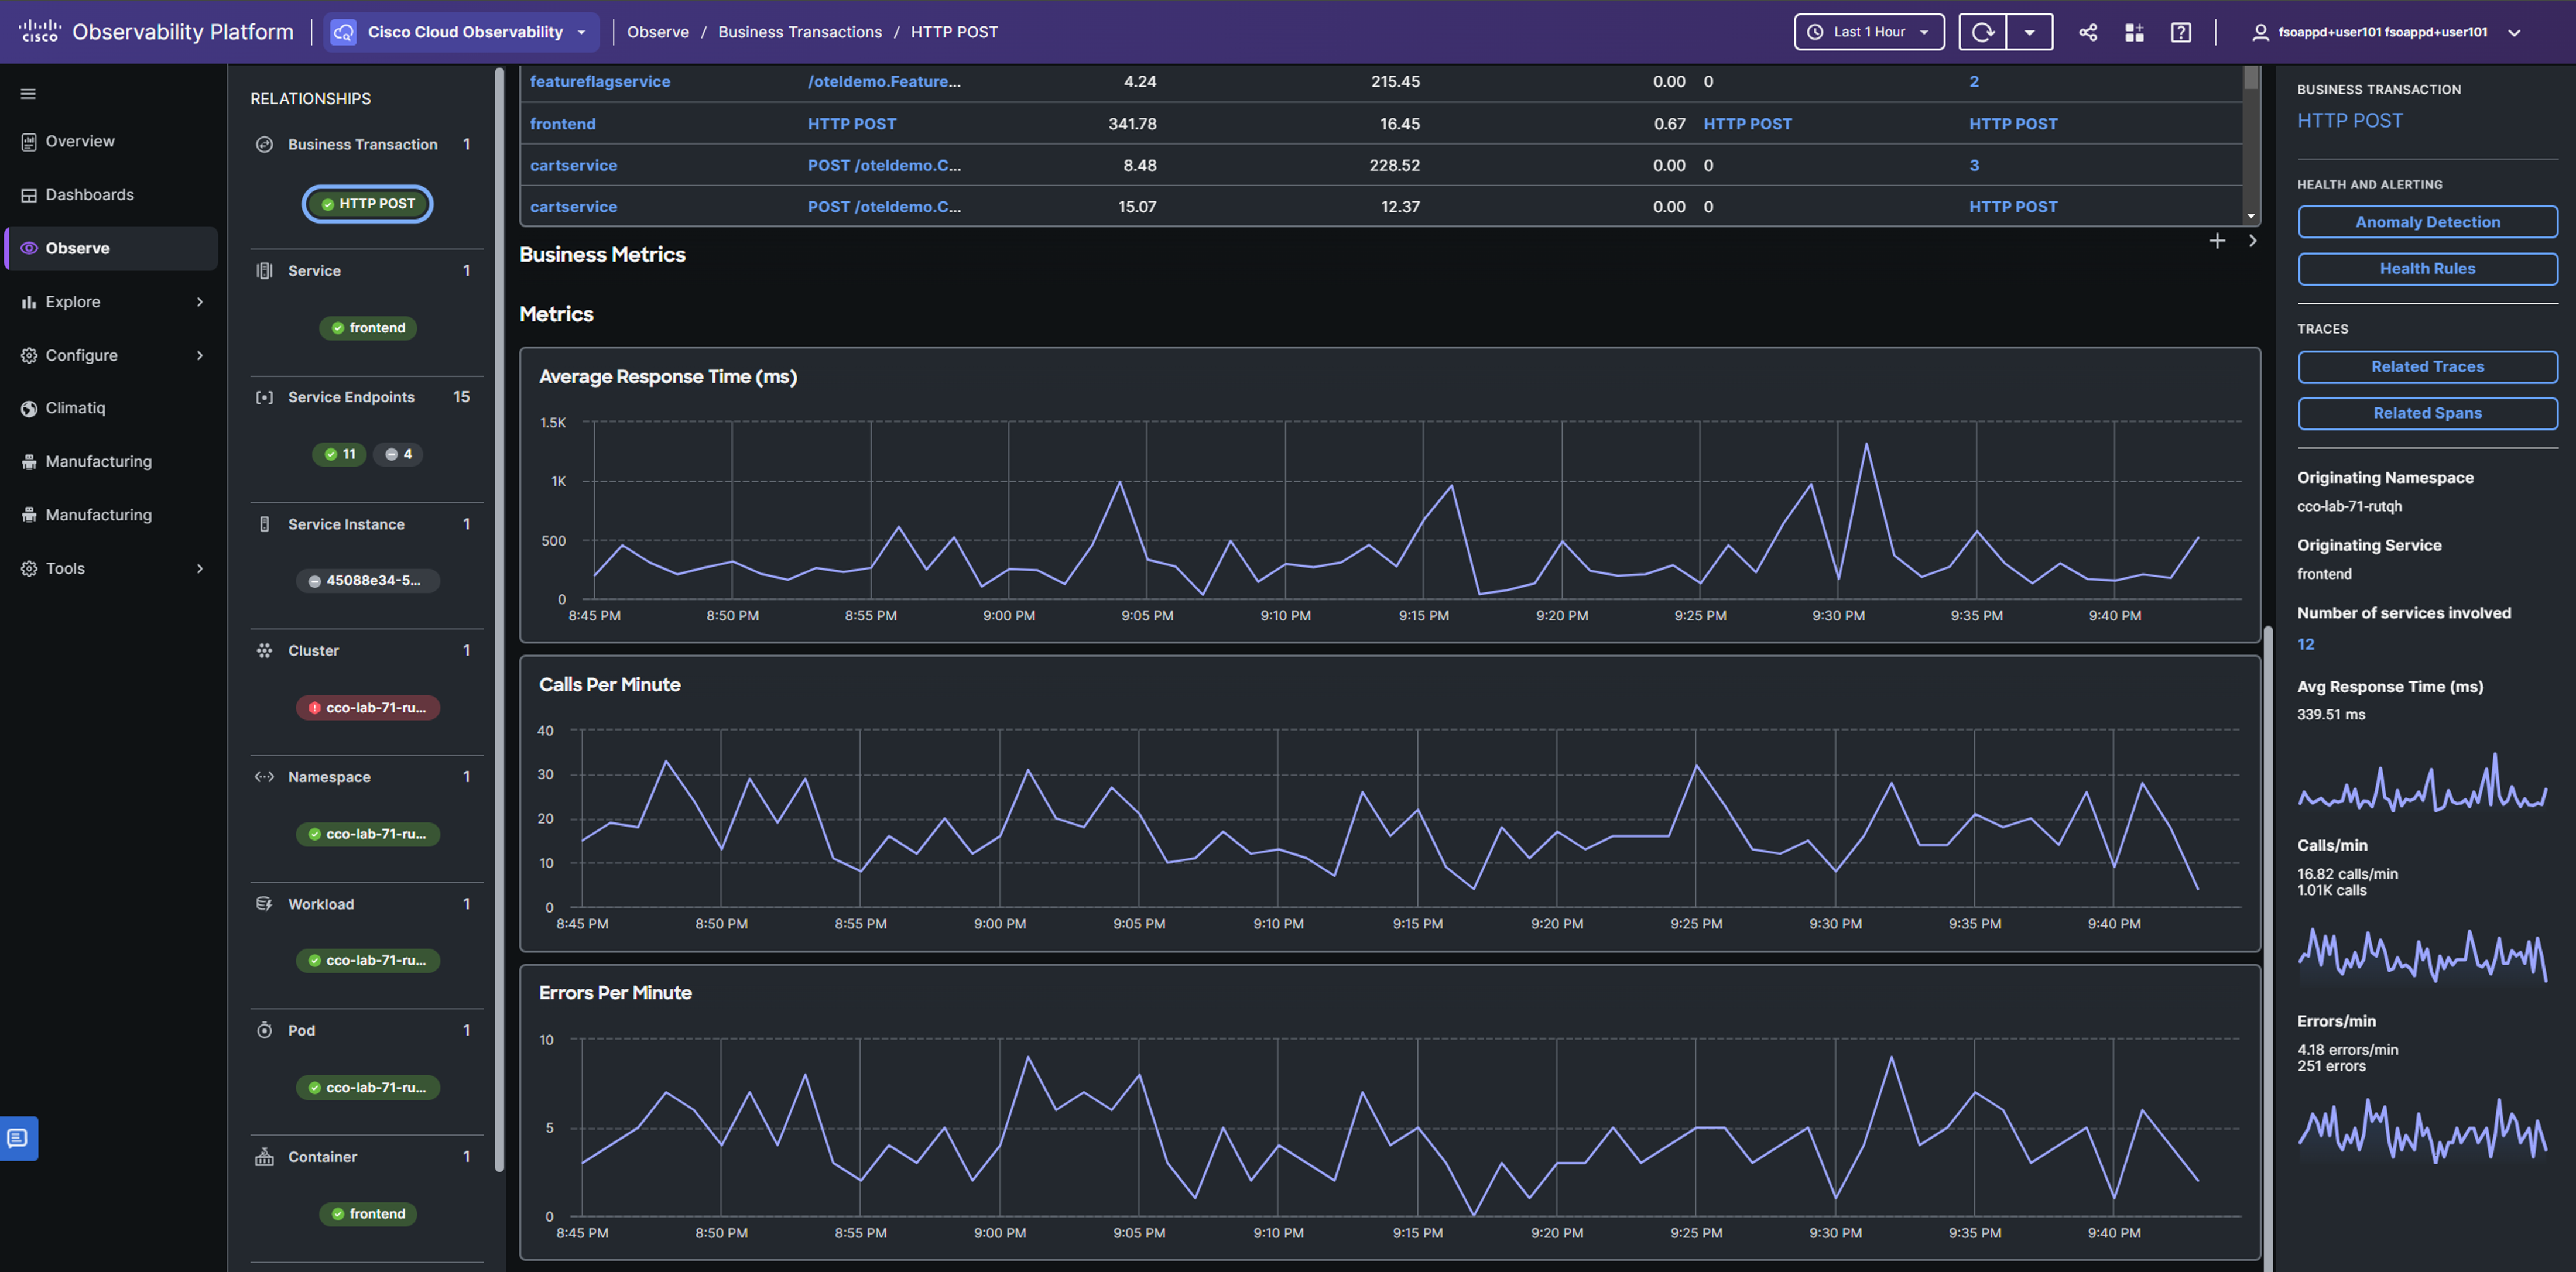 cisco Observability Platform
Cisco Cloud Observability
Observe / Business Transactions / HTTP POST
Last 1 Hour
fsoappd+user101 fsoappd+user101
Overview
Dashboards
Observe
Explore
Configure
Climatiq
Manufacturing
Manufacturing
Tools
RELATIONSHIPS
Business Transaction 1
HTTP POST
Service 1
frontend
Service Endpoints 15
11 4
Service Instance 1
45088e34-5...
Cluster 1
cco-lab-71-ru...
Namespace 1
cco-lab-71-ru...
Workload 1
cco-lab-71-ru...
Pod 1
cco-lab-71-ru...
Container 1
frontend
featureflagservice /oteldemo.Feature... 4.24 215.45 0.00 0 2
frontend HTTP POST 341.78 16.45 0.67 HTTP POST HTTP POST
cartservice POST /oteldemo.C... 8.48 228.52 0.00 0 3
cartservice POST /oteldemo.C... 15.07 12.37 0.00 0 HTTP POST
Business Metrics
Metrics
Average Response Time (ms)
1.5K
1K
500
0
8:45 PM 8:50 PM 8:55 PM 9:00 PM 9:05 PM 9:10 PM 9:15 PM 9:20 PM 9:25 PM 9:30 PM 9:35 PM 9:40 PM
Calls Per Minute
40
30
20
10
0
8:45 PM 8:50 PM 8:55 PM 9:00 PM 9:05 PM 9:10 PM 9:15 PM 9:20 PM 9:25 PM 9:30 PM 9:35 PM 9:40 PM
Errors Per Minute
10
5
0
8:45 PM 8:50 PM 8:55 PM 9:00 PM 9:05 PM 9:10 PM 9:15 PM 9:20 PM 9:25 PM 9:30 PM 9:35 PM 9:40 PM
BUSINESS TRANSACTION
HTTP POST
HEALTH AND ALERTING
Anomaly Detection
Health Rules
TRACES
Related Traces
Related Spans
Originating Namespace
cco-lab-71-rutqh
Originating Service
frontend
Number of services involved
12
Avg Response Time (ms)
339.51 ms
Calls/min
16.82 calls/min
1.01K calls
Errors/min
4.18 errors/min
251 errors